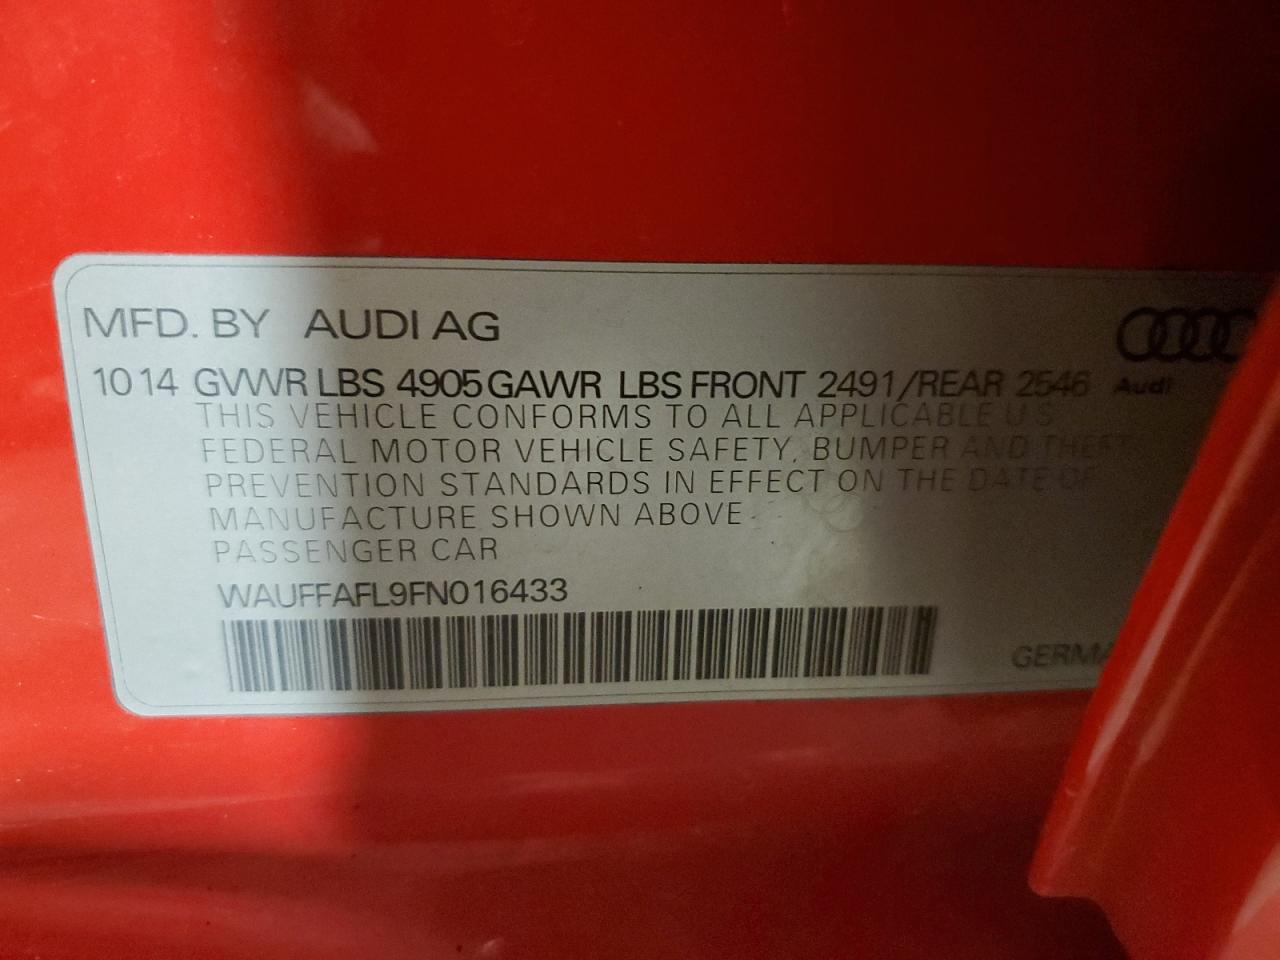 MFD. BY AUDI AG
1014 GVWR LBS 4905 GAWR LBS FRONT 2491/REAR 2546 Audi
THIS VEHICLE CONFORMS TO ALL APPLICABLE U S
FEDERAL MOTOR VEHICLE SAFETY, BUMPER AND THEFT
PREVENTION STANDARDS IN EFFECT ON THE DATE OF
MANUFACTURE SHOWN ABOVE
PASSENGER CAR
WAUFFAFL9FN016433